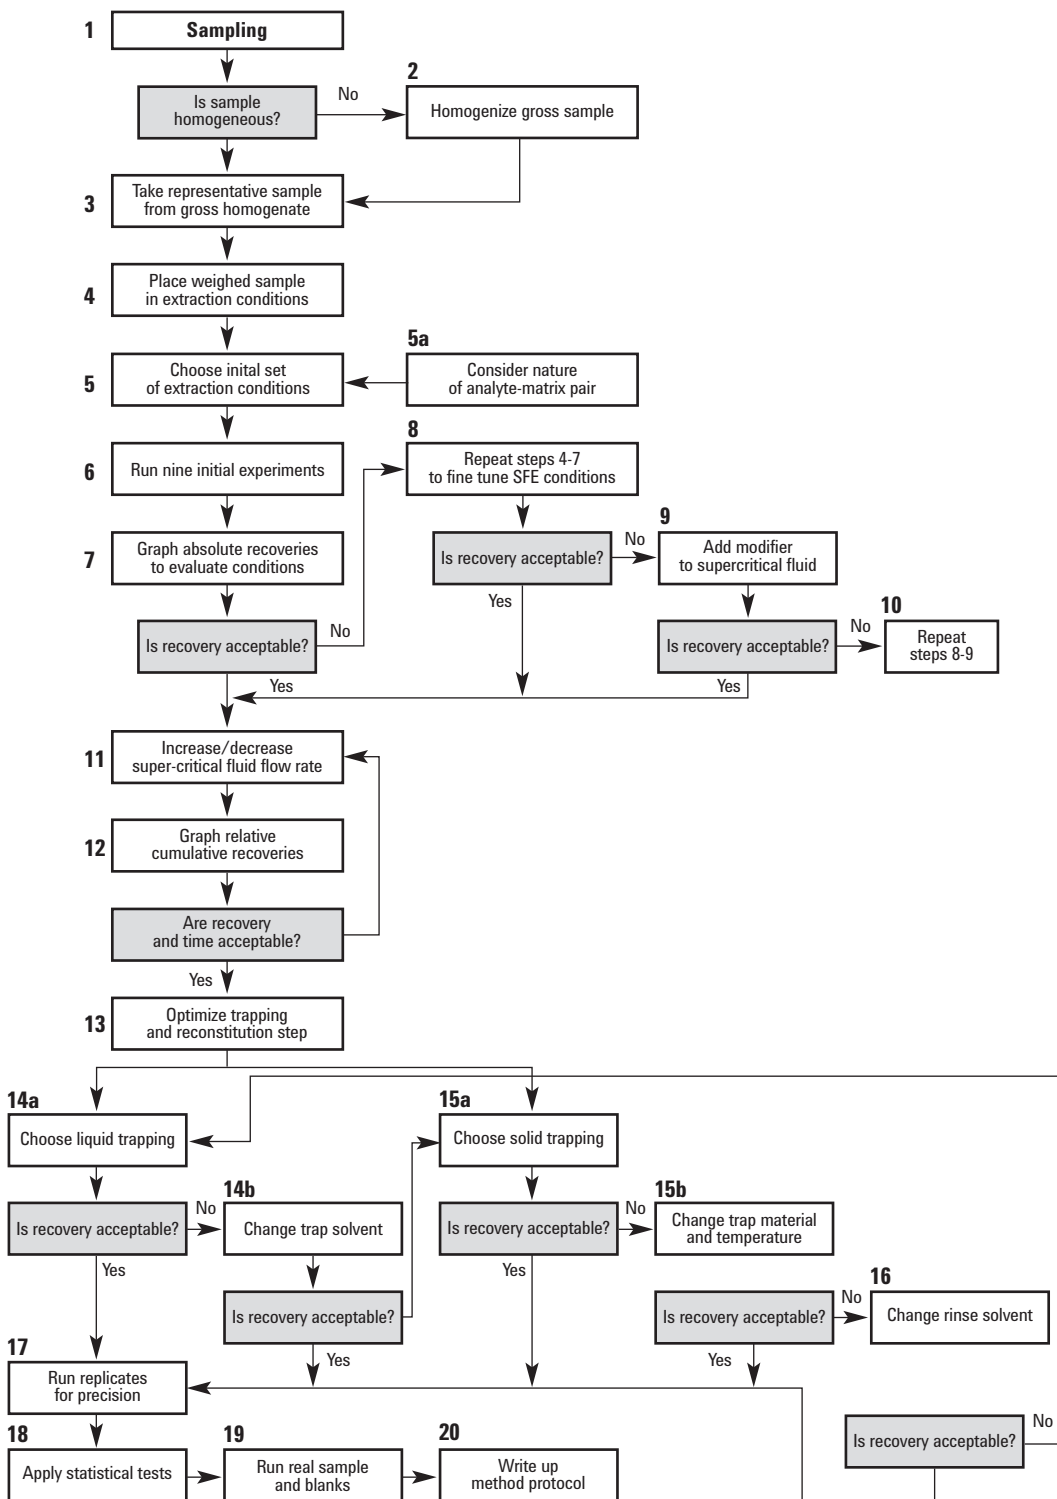 1
Sampling
Is sample
homogeneous?
No
2
Homogenize gross sample
3
Take representative sample
from gross homogenate
4
Place weighed sample
in extraction conditions
5
Choose inital set
of extraction conditions
5a
Consider nature
of analyte-matrix pair
6
Run nine initial experiments
7
Graph absolute recoveries
to evaluate conditions
Is recovery acceptable?
No
Yes
8
Repeat steps 4-7
to fine tune SFE conditions
Is recovery acceptable?
No
Yes
9
Add modifier
to supercritical fluid
Is recovery acceptable?
No
Yes
10
Repeat
steps 8-9
11
Increase/decrease
super-critical fluid flow rate
12
Graph relative
cumulative recoveries
Are recovery
and time acceptable?
Yes
13
Optimize trapping
and reconstitution step
14a
Choose liquid trapping
Is recovery acceptable?
No
Yes
14b
Change trap solvent
Is recovery acceptable?
Yes
15a
Choose solid trapping
Is recovery acceptable?
No
Yes
15b
Change trap material
and temperature
Is recovery acceptable?
No
Yes
16
Change rinse solvent
Is recovery acceptable?
No
17
Run replicates
for precision
18
Apply statistical tests
19
Run real sample
and blanks
20
Write up
method protocol